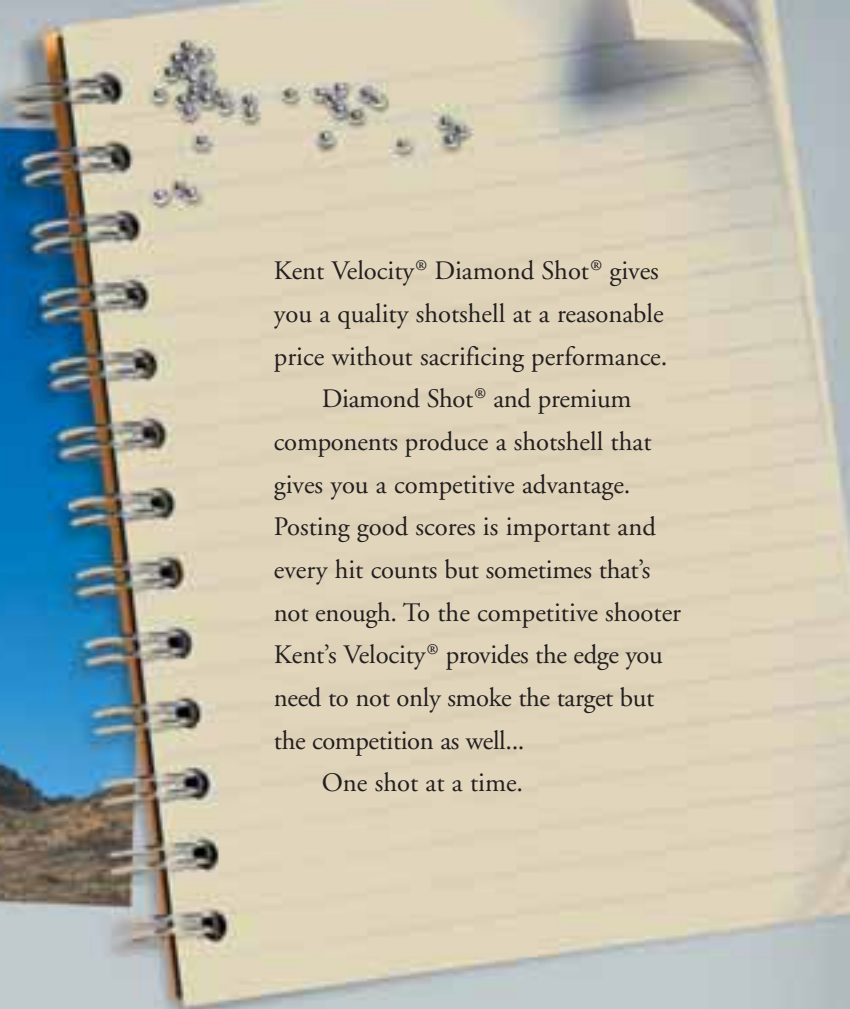 Kent Velocity® Diamond Shot® gives
you a quality shotshell at a reasonable
price without sacrificing performance.
Diamond Shot® and premium
components produce a shotshell that
gives you a competitive advantage.
Posting good scores is important and
every hit counts but sometimes that's
not enough. To the competitive shooter
Kent's Velocity® provides the edge you
need to not only smoke the target but
the competition as well...
One shot at a time.